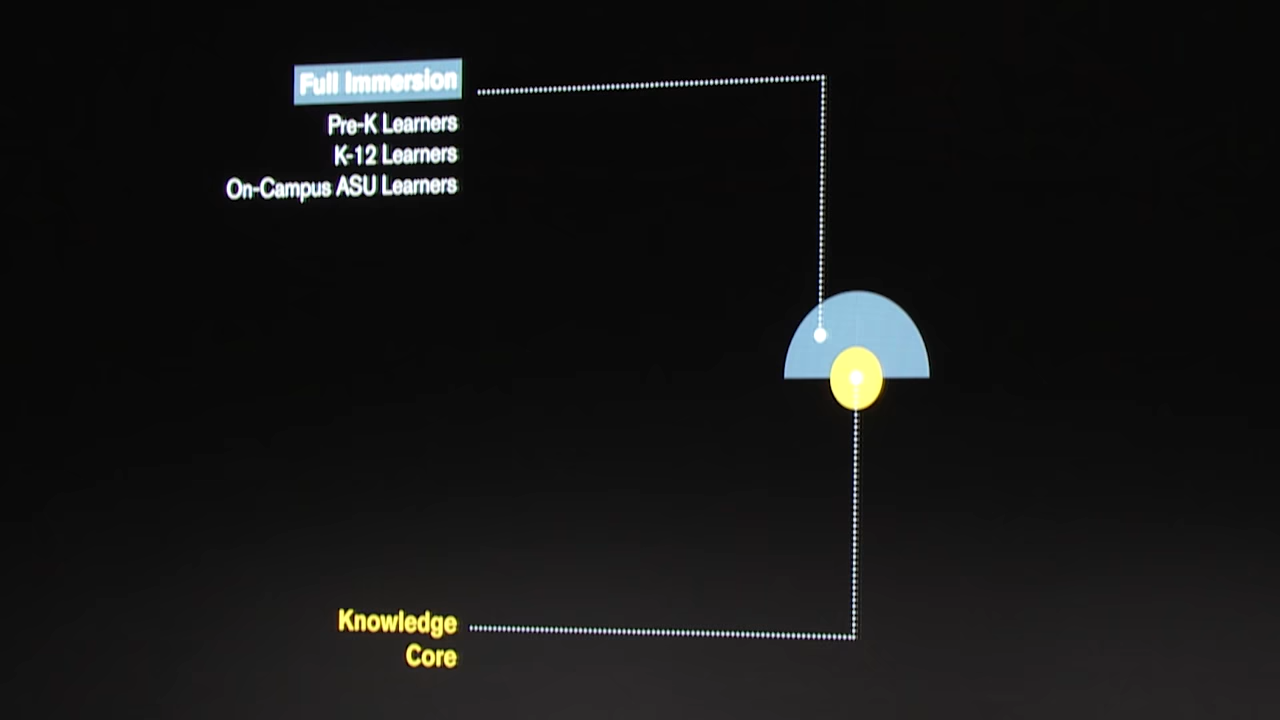 Full Immersion
Pre-K Learners
K-12 Learners
On-Campus ASU Learners
Knowledge
Core